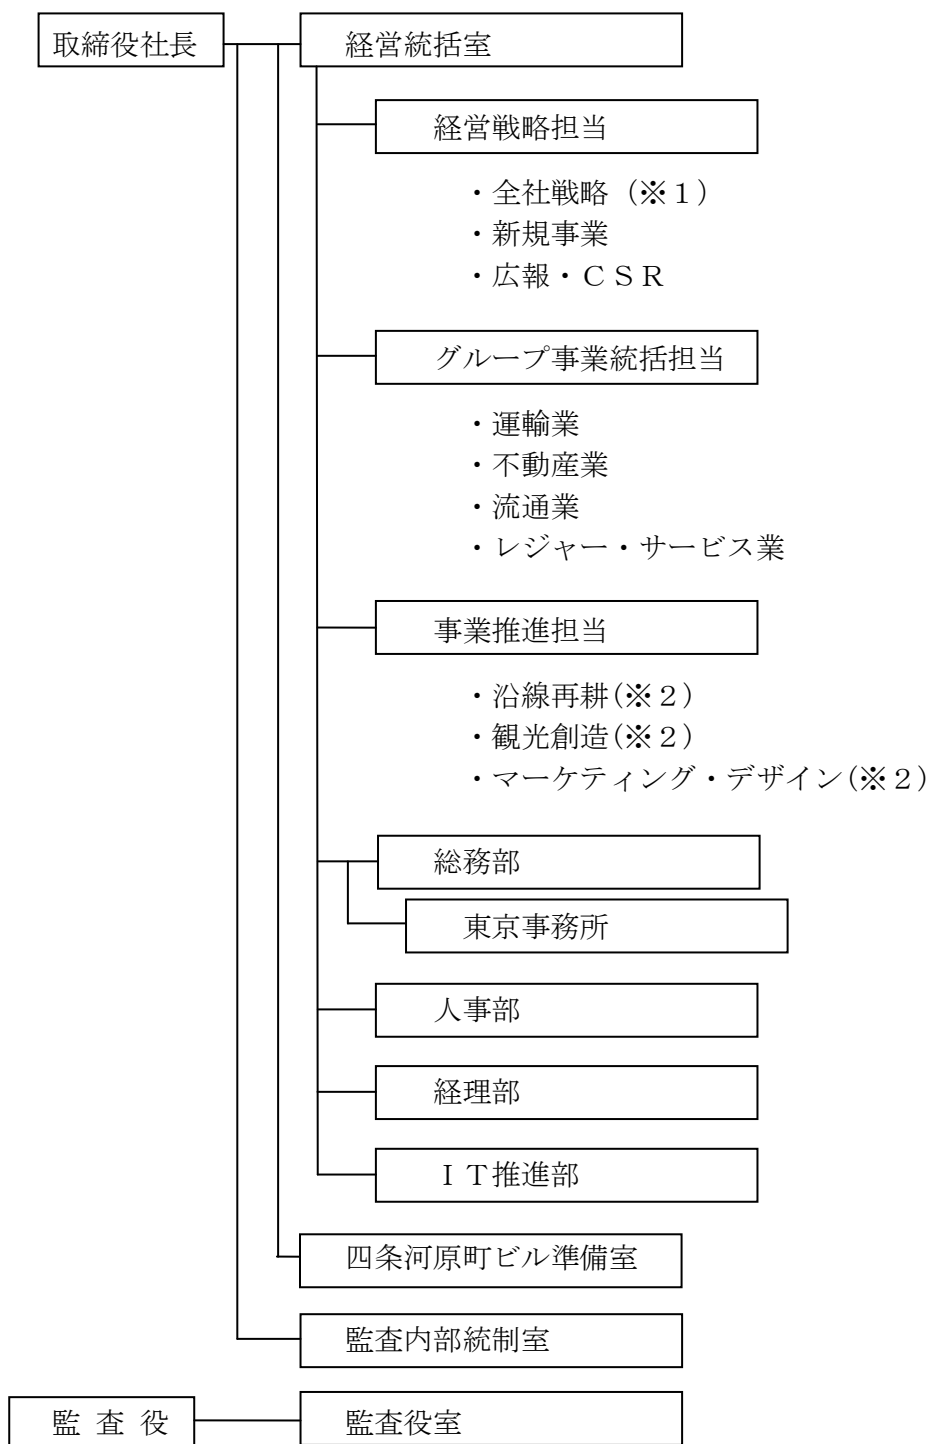 取締役社長
経営統括室
経営戦略担当
・全社戦略（※１）
・新規事業
・広報・ＣＳＲ
グループ事業統括担当
・運輸業
・不動産業
・流通業
・レジャー・サービス業
事業推進担当
・沿線再耕(※２)
・観光創造(※２)
・マーケティング・デザイン(※２)
総務部
東京事務所
人事部
経理部
ＩＴ推進部
四条河原町ビル準備室
監査内部統制室
監 査 役
監査役室